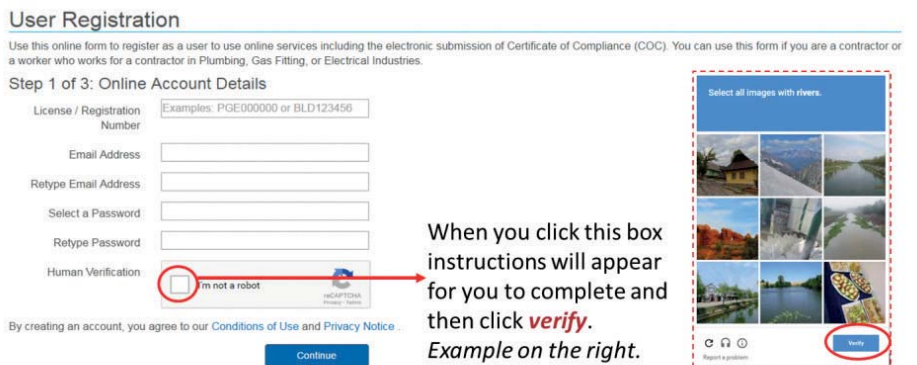 User Registration
Use this online form to register as a user to use online services including the electronic submission of Certificate of Compliance (COC). You can use this form if you are a contractor or
a worker who works for a contractor in Plumbing, Gas Fitting, or Electrical Industries.
Step 1 of 3: Online Account Details
License / Registration
Number
Examples: PGE000000 or BLD123456
Email Address
Retype Email Address
Select a Password
Retype Password
Human Verification
I'm not a robot
reCAPTCHA
Privacy - Terms
By creating an account, you agree to our Conditions of Use and Privacy Notice .
Continue
When you click this box
instructions will appear
for you to complete and
then click verify.
Example on the right.
Select all images with rivers.
Report a problem
Verify